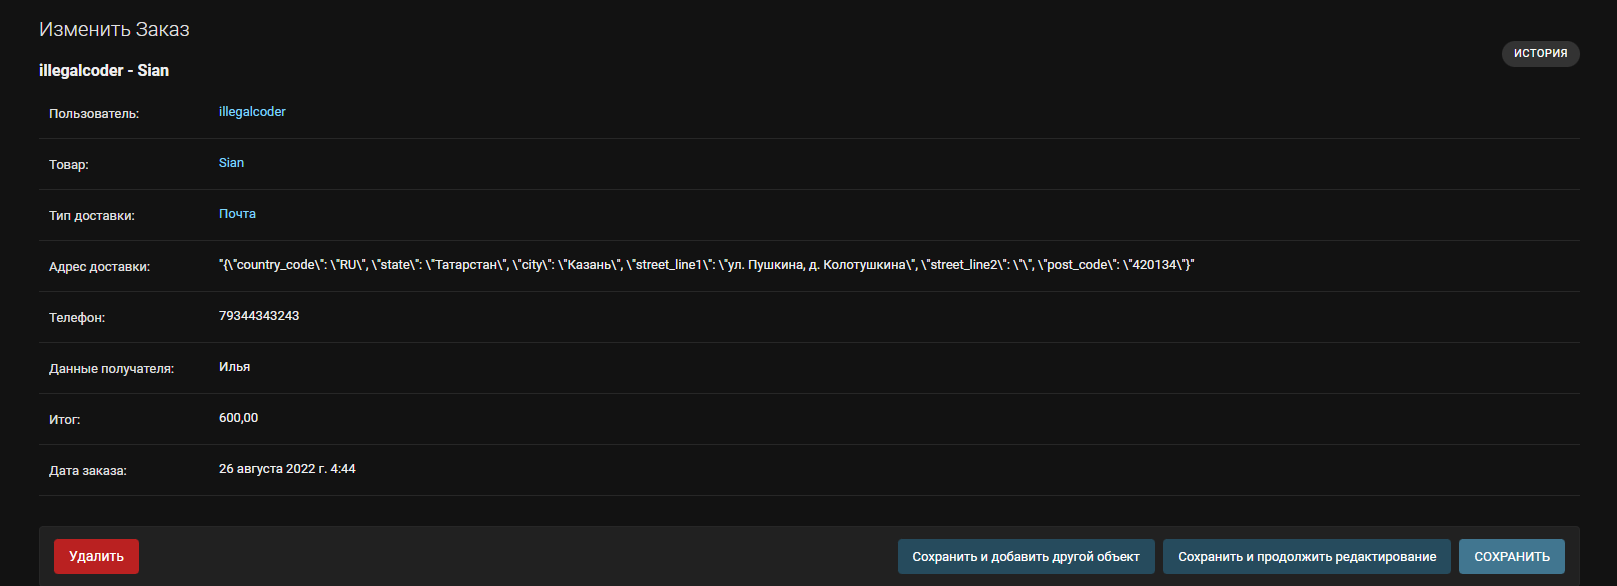 Изменить Заказ
ИСТОРИЯ
illegalcoder - Sian
Пользователь: illegalcoder
Товар: Sian
Тип доставки: Почта
Адрес доставки: "{\"country_code\": \"RU\", \"state\": \"Татарстан\", \"city\": \"Казань\", \"street_line1\": \"ул. Пушкина, д. Колотушкина\", \"street_line2\": \"\", \"post_code\": \"420134\"}"
Телефон: 79344343243
Данные получателя: Илья
Итог: 600,00
Дата заказа: 26 августа 2022 г. 4:44
Удалить Сохранить и добавить другой объект Сохранить и продолжить редактирование СОХРАНИТЬ